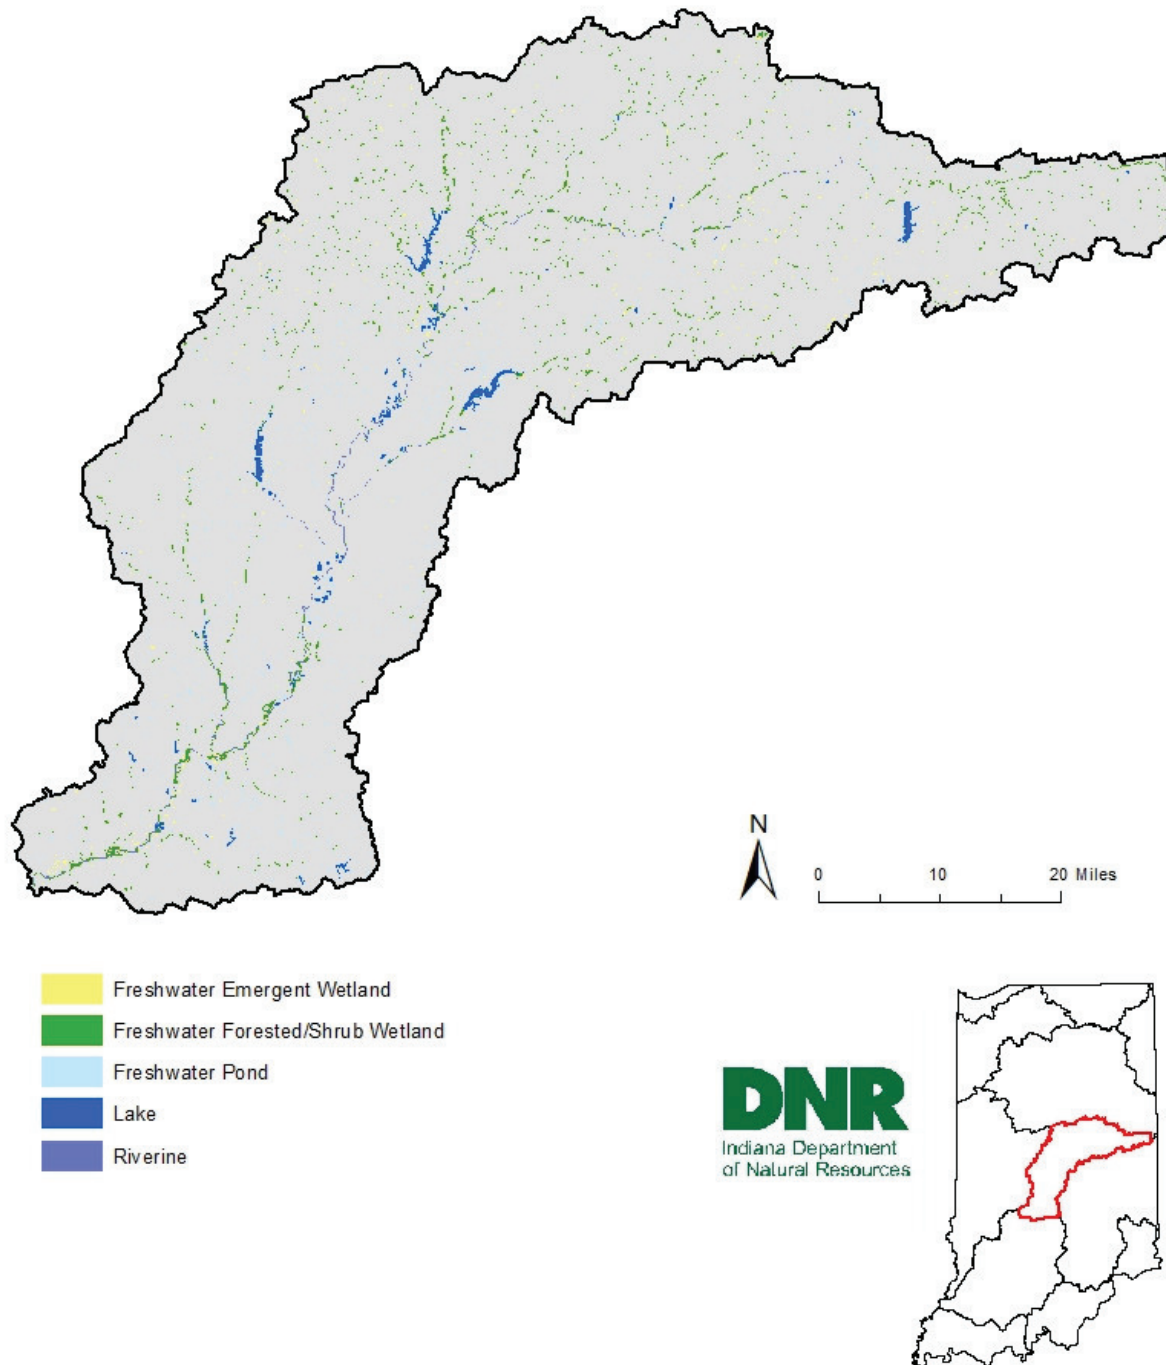 N
0 10 20 Miles
Freshwater Emergent Wetland
Freshwater Forested/Shrub Wetland
Freshwater Pond
Lake
Riverine
DNR
Indiana Department
of Natural Resources